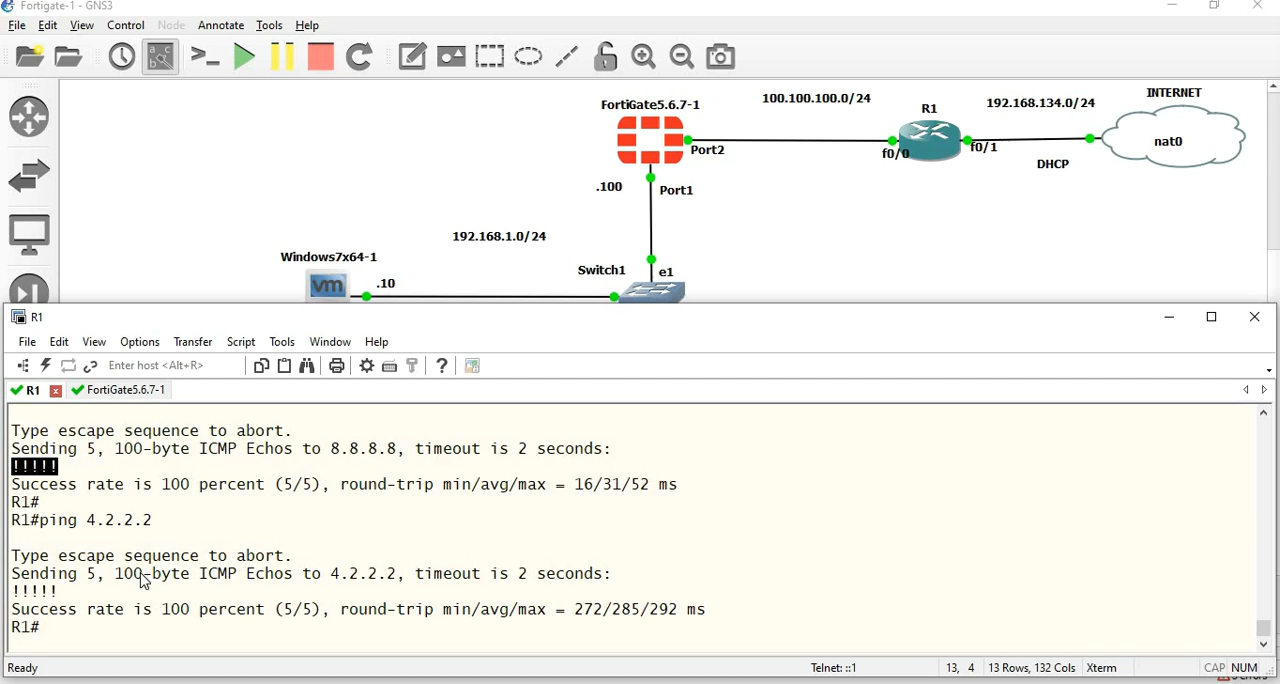 Fortigate-1 - GNS3
File Edit View Control Node Annotate Tools Help
INTERNET
FortiGate5.6.7-1
100.100.100.0/24
R1
192.168.134.0/24
nat0
Port2
f0/0
f0/1
DHCP
.100
Port1
192.168.1.0/24
Windows7x64-1
Switch1
e1
vm
.10
R1
File Edit View Options Transfer Script Tools Window Help
Enter host <Alt+R>
R1 FortiGate5.6.7-1
Type escape sequence to abort.
Sending 5, 100-byte ICMP Echos to 8.8.8.8, timeout is 2 seconds:
!!!!!
Success rate is 100 percent (5/5), round-trip min/avg/max = 16/31/52 ms
R1#
R1#ping 4.2.2.2
Type escape sequence to abort.
Sending 5, 100-byte ICMP Echos to 4.2.2.2, timeout is 2 seconds:
!!!!!
Success rate is 100 percent (5/5), round-trip min/avg/max = 272/285/292 ms
R1#
Ready Telnet: ::1 13, 4 13 Rows, 132 Cols Xterm CAP NUM